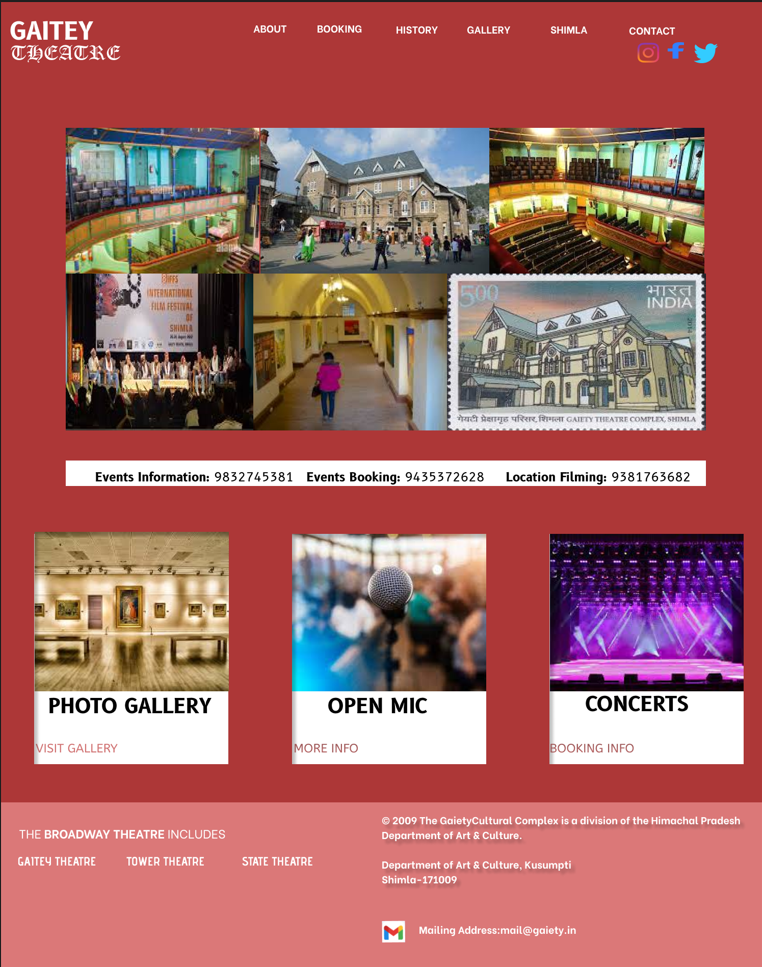 GAITEY
THEATRE
ABOUT
BOOKING
HISTORY
GALLERY
SHIMLA
CONTACT
alamy
INTERNATIONAL
FILM FESTIVAL
OF
SHIMLA
500
भारत
INDIA
गेयटी प्रेक्षागृह परिसर, शिमला GAIETY THEATRE COMPLEX, SHIMLA
Events Information: 9832745381 Events Booking: 9435372628 Location Filming: 9381763682
PHOTO GALLERY
VISIT GALLERY
OPEN MIC
MORE INFO
CONCERTS
BOOKING INFO
THE BROADWAY THEATRE INCLUDES
GAITEY THEATRE
TOWER THEATRE
STATE THEATRE
© 2009 The GaietyCultural Complex is a division of the Himachal Pradesh
Department of Art & Culture.
Department of Art & Culture, Kusumpti
Shimla-171009
Mailing Address:mail@gaiety.in